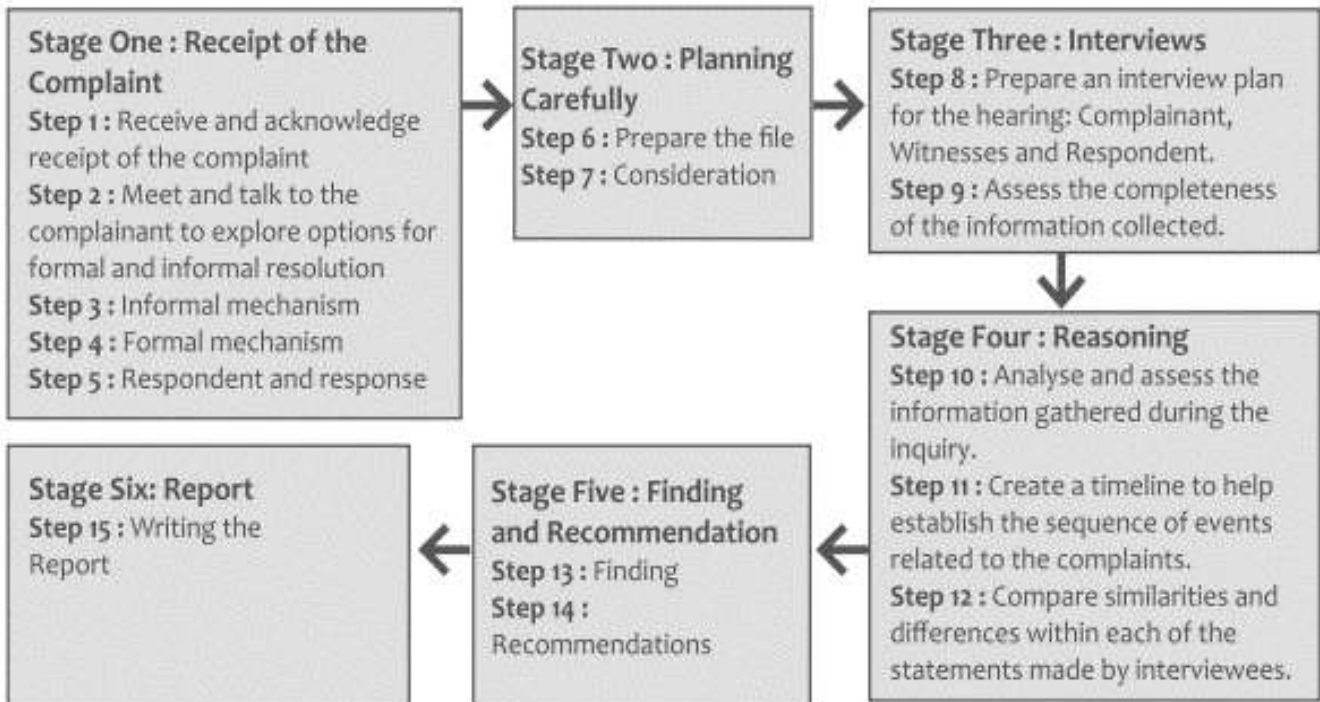 Stage One : Receipt of the
Complaint
Step 1 : Receive and acknowledge
receipt of the complaint
Step 2 : Meet and talk to the
complainant to explore options for
formal and informal resolution
Step 3 : Informal mechanism
Step 4 : Formal mechanism
Step 5 : Respondent and response
Stage Two : Planning
Carefully
Step 6 : Prepare the file
Step 7 : Consideration
Stage Three : Interviews
Step 8 : Prepare an interview plan
for the hearing: Complainant,
Witnesses and Respondent.
Step 9 : Assess the completeness
of the information collected.
Stage Four : Reasoning
Step 10 : Analyse and assess the
information gathered during the
inquiry.
Step 11 : Create a timeline to help
establish the sequence of events
related to the complaints.
Step 12 : Compare similarities and
differences within each of the
statements made by interviewees.
Stage Five : Finding
and Recommendation
Step 13 : Finding
Step 14 :
Recommendations
Stage Six: Report
Step 15 : Writing the
Report